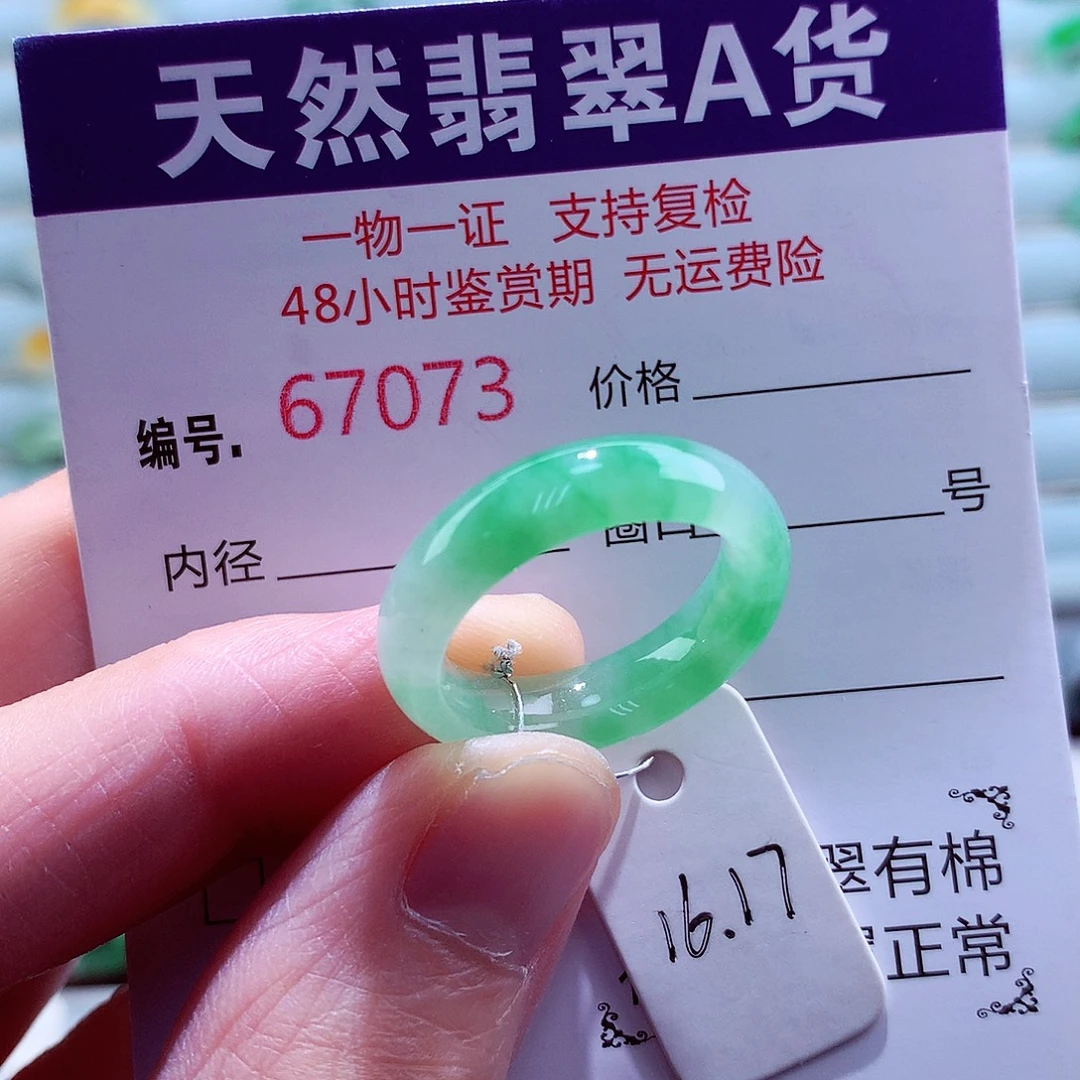 天然翡翠A货
一物一证 支持复检
48小时鉴赏期 无运费险
编号. 67073 价格
内径 圈口 号
翠有棉
正常
16.17